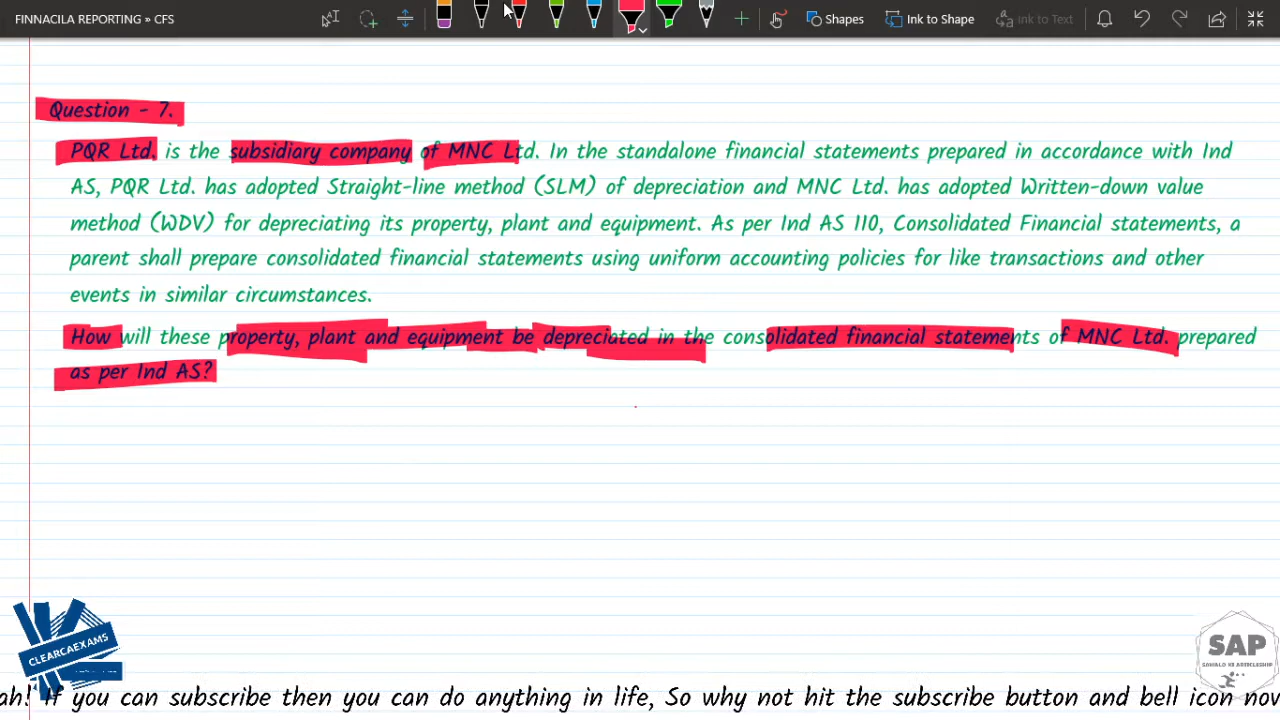 FINNACILA REPORTING » CFS
Shapes
Ink to Shape
Ink to Text
Question - 7.
PQR Ltd. is the subsidiary company of MNC Ltd. In the standalone financial statements prepared in accordance with Ind
AS, PQR Ltd. has adopted Straight-line method (SLM) of depreciation and MNC Ltd. has adopted Written-down value
method (WDV) for depreciating its property, plant and equipment. As per Ind AS 110, Consolidated Financial statements, a
parent shall prepare consolidated financial statements using uniform accounting policies for like transactions and other
events in similar circumstances.
How will these property, plant and equipment be depreciated in the consolidated financial statements of MNC Ltd. prepared
as per Ind AS?
CLEARCAEXAMS
SAP
SAWALO KE ABHICLESHIP
ah! If you can subscribe then you can do anything in life, So why not hit the subscribe button and bell icon now